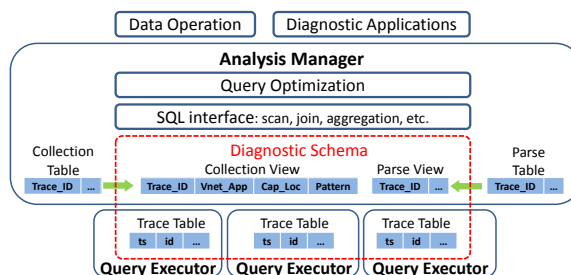 Data Operation Diagnostic Applications
Analysis Manager
Query Optimization
SQL interface: scan, join, aggregation, etc.
Diagnostic Schema
Collection Table
Collection View
Parse View
Parse Table
Trace_ID ...
Trace_ID Vnet_App Cap_Loc Pattern
Trace_ID ...
Trace_ID ...
Trace Table Trace Table Trace Table
ts id ... ts id ... ts id ...
Query Executor Query Executor Query Executor